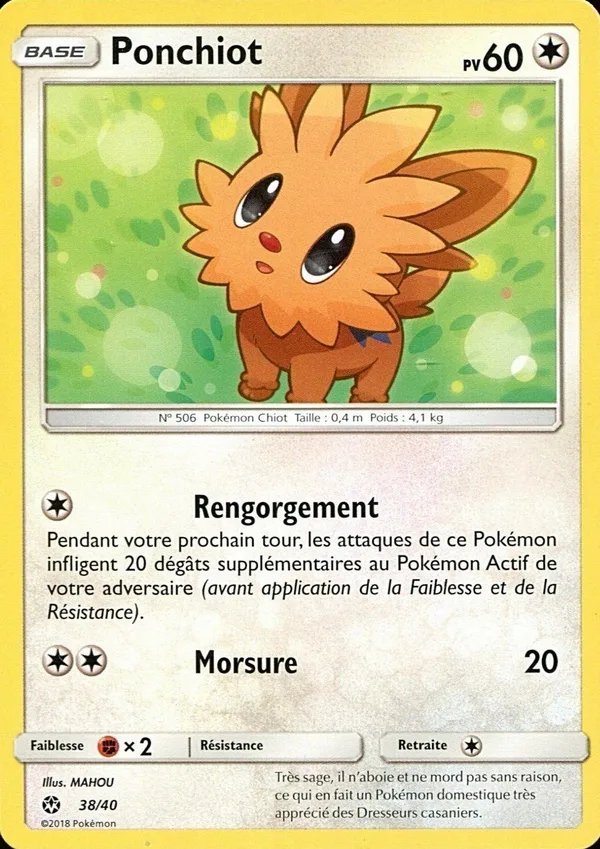 BASE Ponchiot PV 60
Nº 506 Pokémon Chiot Taille : 0,4 m Poids : 4,1 kg
Rengorgement
Pendant votre prochain tour, les attaques de ce Pokémon
infligent 20 dégâts supplémentaires au Pokémon Actif de
votre adversaire (avant application de la Faiblesse et de la
Résistance).
Morsure 20
Faiblesse × 2 Résistance Retraite
Illus. MAHOU
38/40
©2018 Pokémon
Très sage, il n'aboie et ne mord pas sans raison,
ce qui en fait un Pokémon domestique très
apprécié des Dresseurs casaniers.